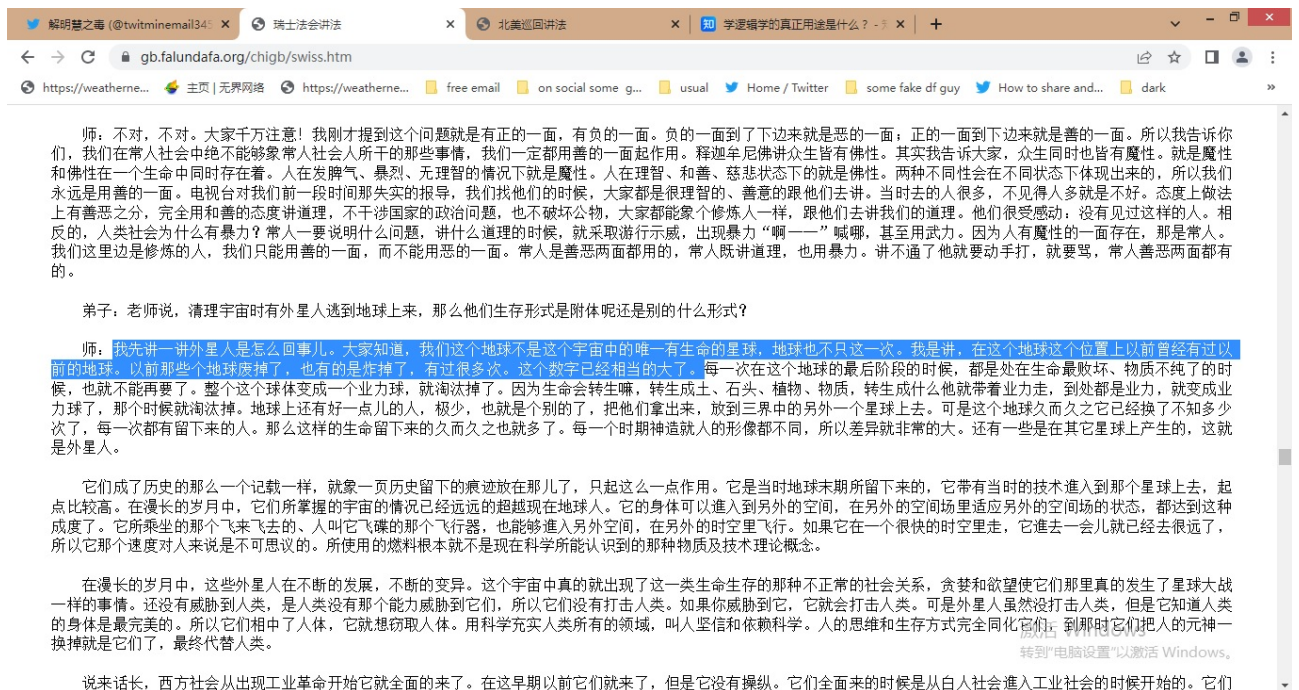 解明慧之毒 (@twitminemail345
瑞士法会讲法
北美巡回讲法
知 学逻辑学的真正用途是什么？ -
gb.falundafa.org/chigb/swiss.htm
https://weatherne... 主页 | 无界网络 https://weatherne... free email on social some g... usual Home / Twitter some fake df guy How to share and... dark »
师：不对，不对。大家千万注意！我刚才提到这个问题就是有正的一面，有负的一面。负的一面到了下边来就是恶的一面；正的一面到下边来就是善的一面。所以我告诉你
们，我们在常人社会中绝不能够象常人社会人所干的那些事情，我们一定都用善的一面起作用。释迦牟尼佛讲众生皆有佛性。其实我告诉大家，众生同时也皆有魔性。就是魔性
和佛性在一个生命中同时存在着。人在发脾气、暴烈、无理智的情况下就是魔性。人在理智、和善、慈悲状态下的就是佛性。两种不同性会在不同状态下体现出来的，所以我们
永远是用善的一面。电视台对我们前一段时间那失实的报导，我们找他们的时候，大家都是很理智的、善意的跟他们去讲。当时去的人很多，不见得人多就是不好。态度上做法
上有善恶之分，完全用和善的态度讲道理，不干涉国家的政治问题，也不破坏公物，大家都能象个修炼人一样，跟他们去讲我们的道理。他们很受感动：没有见过这样的人。相
反的，人类社会为什么有暴力？常人一要说明什么问题，讲什么道理的时候，就采取游行示威，出现暴力“啊——”喊哪，甚至用武力。因为人有魔性的一面存在，那是常人。
我们这里边是修炼的人，我们只能用善的一面，而不能用恶的一面。常人是善恶两面都用的，常人既讲道理，也用暴力。讲不通了他就要动手打，就要骂，常人善恶两面都有
的。
弟子：老师说，清理宇宙时有外星人逃到地球上来，那么他们生存形式是附体呢还是别的什么形式？
师：我先讲一讲外星人是怎么回事儿。大家知道，我们这个地球不是这个宇宙中的唯一有生命的星球，地球也不只这一次。我是讲，在这个地球这个位置上以前曾经有过以
前的地球。以前那些个地球废掉了，也有的是炸掉了，有过很多次。这个数字已经相当的大了。每一次在这个地球的最后阶段的时候，都是处在生命最败坏、物质不纯了的时
候，也就不能再要了。整个这个球体变成一个业力球，就淘汰掉了。因为生命会转生嘛，转生成土、石头、植物、物质，转生成什么他就带着业力走，到处都是业力，就变成业
力球了，那个时候就淘汰掉。地球上还有好一点儿的人，极少，也就是个别的了，把他们拿出来，放到三界中的另外一个星球上去。可是这个地球久而久之它已经换了不知多少
次了，每一次都有留下来的人。那么这样的生命留下来的久而久之也就多了。每一个时期神造就人的形像都不同，所以差异就非常的大。还有一些是在其它星球上产生的，这就
是外星人。
它们成了历史的那么一个记载一样，就象一页历史留下的痕迹放在那儿了，只起这么一点作用。它是当时地球末期所留下来的，它带有当时的技术進入到那个星球上去，起
点比较高。在漫长的岁月中，它们所掌握的宇宙的情况已经远远的超越现在地球人。它的身体可以進入到另外的空间，在另外的空间场里适应另外的空间场的状态，都达到这种
成度了。它所乘坐的那个飞来飞去的、人叫它飞碟的那个飞行器，也能够進入另外空间，在另外的时空里飞行。如果它在一个很快的时空里走，它進去一会儿就已经去很远了，
所以它那个速度对人来说是不可思议的。所使用的燃料根本就不是现在科学所能认识到的那种物质及技术理论概念。
在漫长的岁月中，这些外星人在不断的发展，不断的变异。这个宇宙中真的就出现了这一类生命生存的那种不正常的社会关系，贪婪和欲望使它们那里真的发生了星球大战
一样的事情。还没有威胁到人类，是人类没有那个能力威胁到它们，所以它们没有打击人类。如果你威胁到它，它就会打击人类。可是外星人虽然没打击人类，但是它知道人类
的身体是最完美的。所以它们相中了人体，它就想窃取人体。用科学充实人类所有的领域，叫人坚信和依赖科学。人的思维和生存方式完全同化它们，到那时它们把人的元神一
换掉就是它们了，最终代替人类。
激活 Windows
转到“电脑设置”以激活 Windows。
说来话长，西方社会从出现工业革命开始它就全面的来了。在这早期以前它们就来了，但是它没有操纵。它们全面来的时候是从白人社会進入工业社会的时候开始的。它们